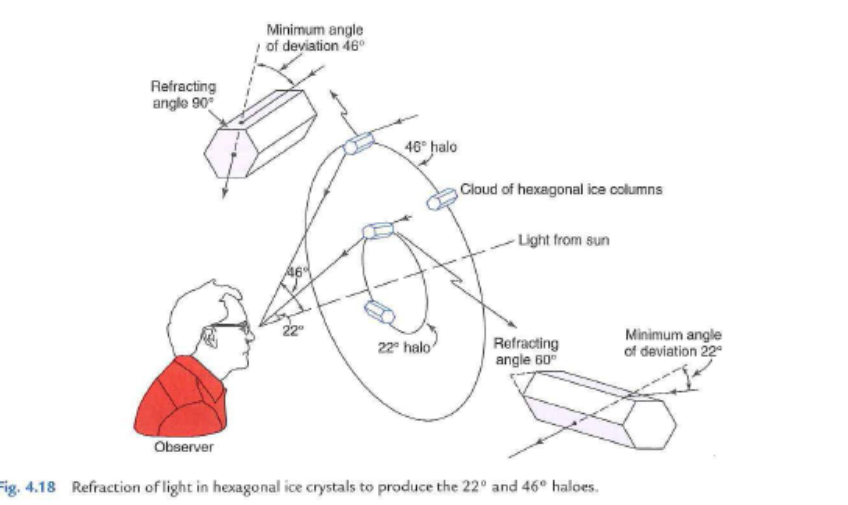 Minimum angle
of deviation 46°
Refracting
angle 90°
46° halo
Cloud of hexagonal ice columns
Light from sun
46°
22°
22° halo
Refracting
angle 60°
Minimum angle
of deviation 22°
Observer
Fig. 4.18 Refraction of light in hexagonal ice crystals to produce the 22° and 46° haloes.